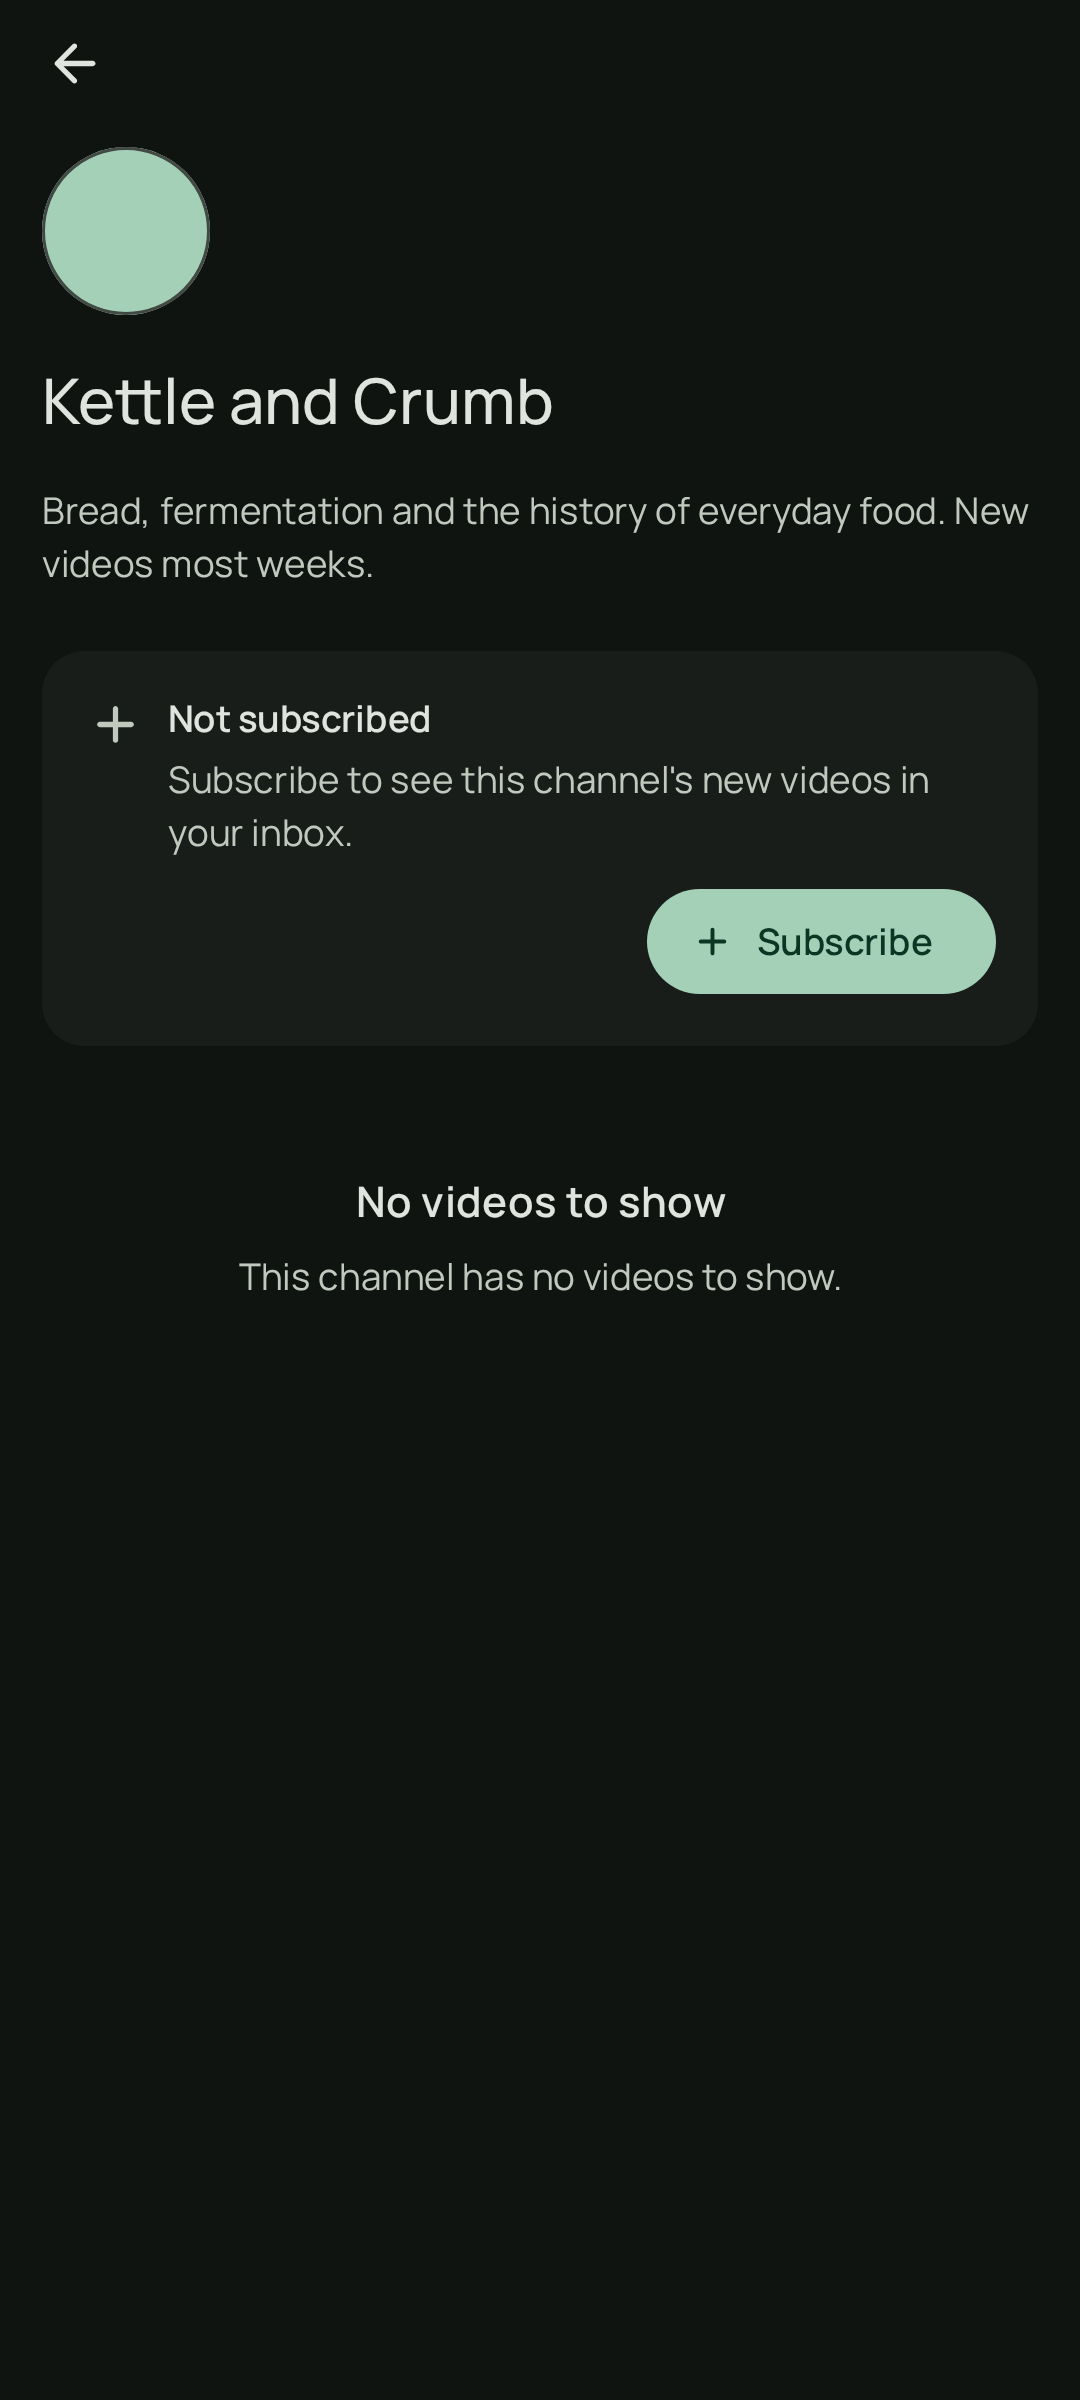 Kettle and Crumb
Bread, fermentation and the history of everyday food. New
videos most weeks.
Not subscribed
Subscribe to see this channel's new videos in
your inbox.
Subscribe
No videos to show
This channel has no videos to show.